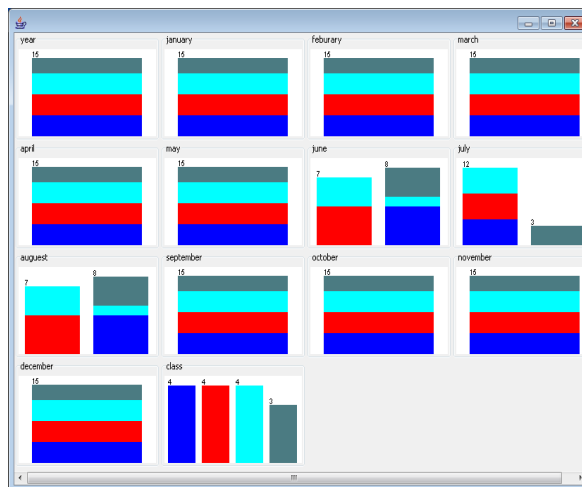 year
january
feburary
march
15
15
15
15
april
may
june
july
15
15
7
8
12
3
auguest
september
october
november
7
8
15
15
15
december
class
15
4
4
4
3